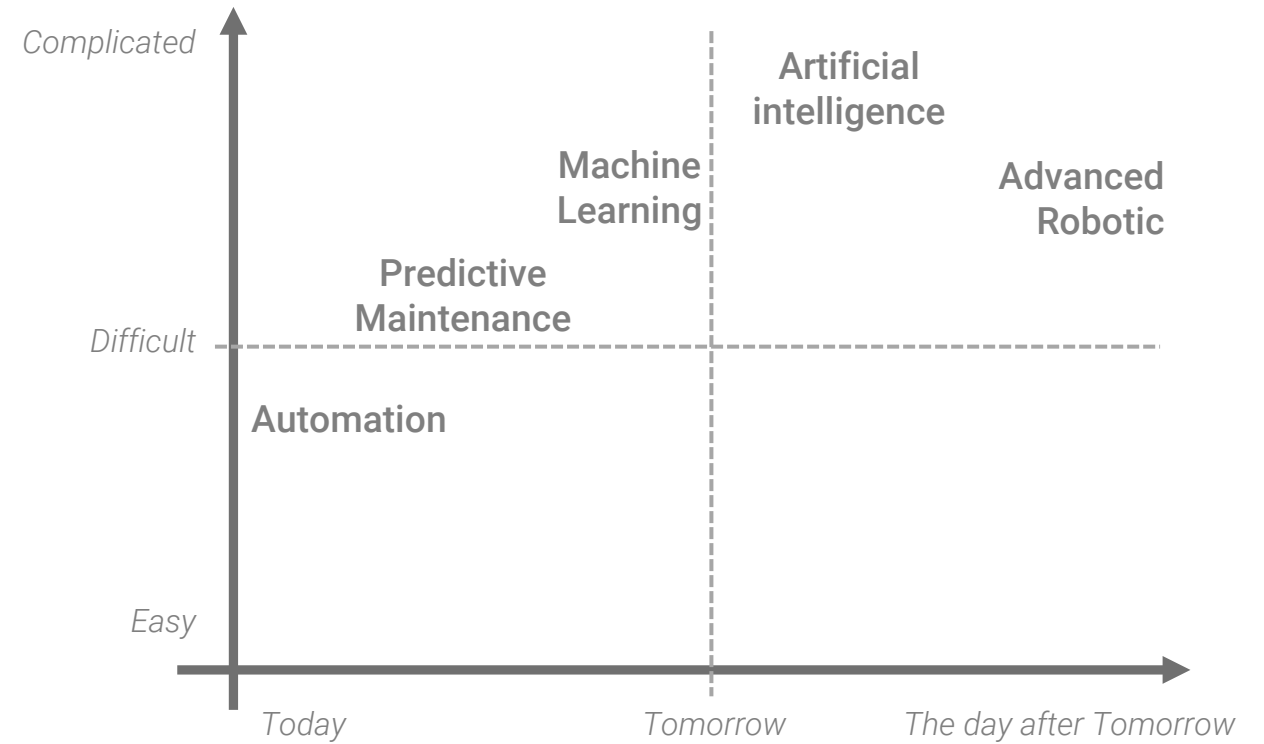 Complicated
Artificial
intelligence
Machine
Learning
Advanced
Robotic
Predictive
Maintenance
Difficult
Automation
Easy
Today
Tomorrow
The day after Tomorrow